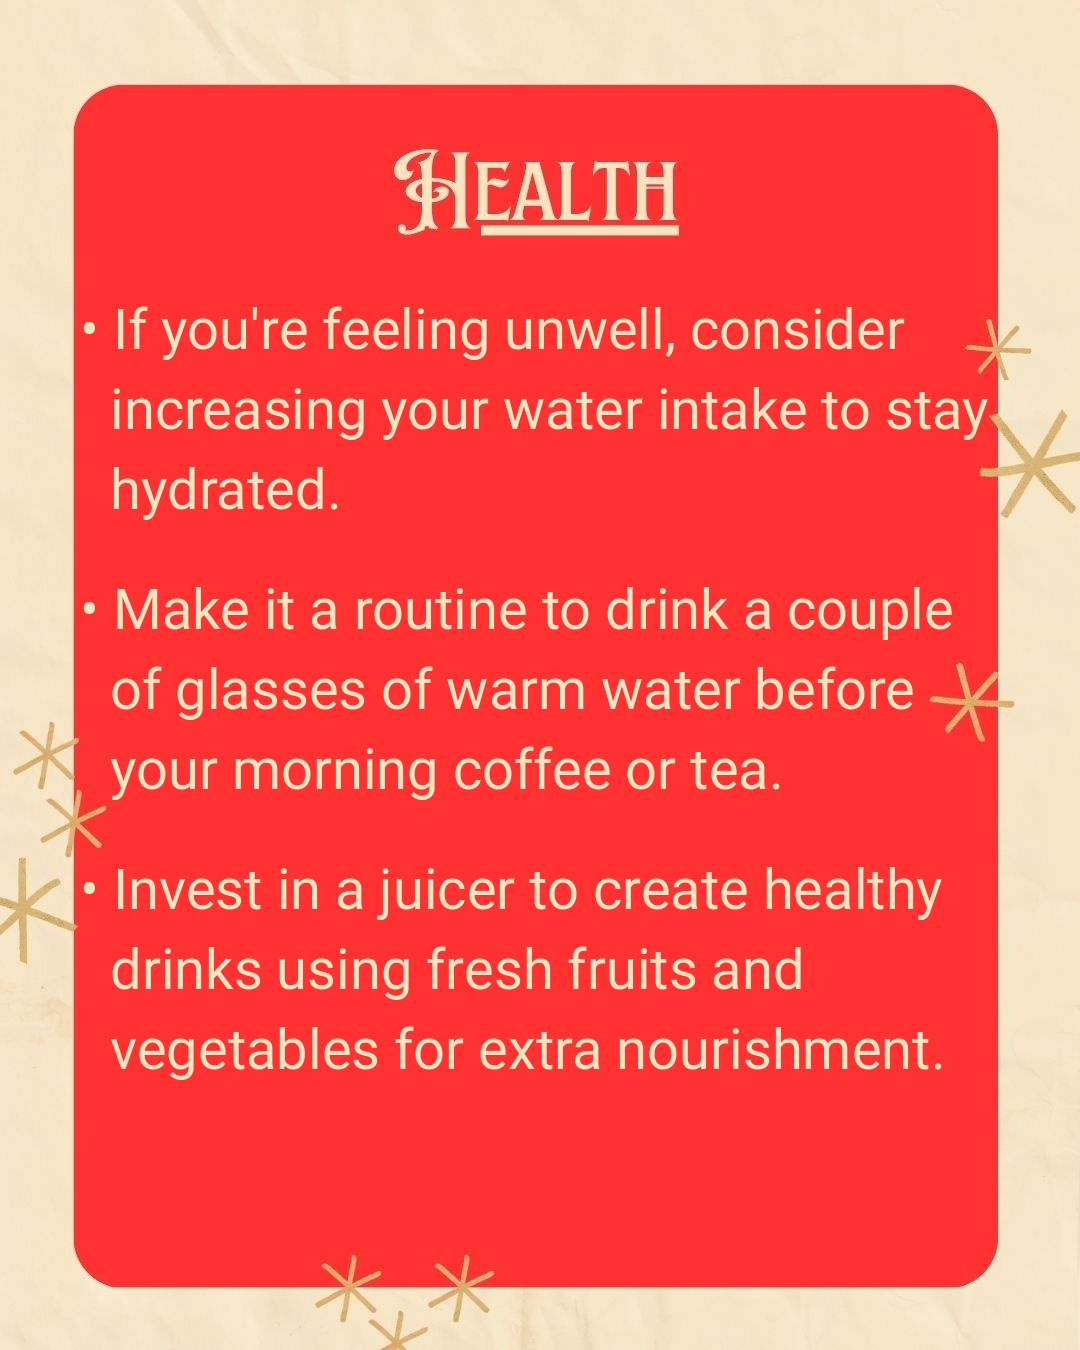 Health
• If you're feeling unwell, consider
increasing your water intake to stay
hydrated.
• Make it a routine to drink a couple
of glasses of warm water before
your morning coffee or tea.
• Invest in a juicer to create healthy
drinks using fresh fruits and
vegetables for extra nourishment.